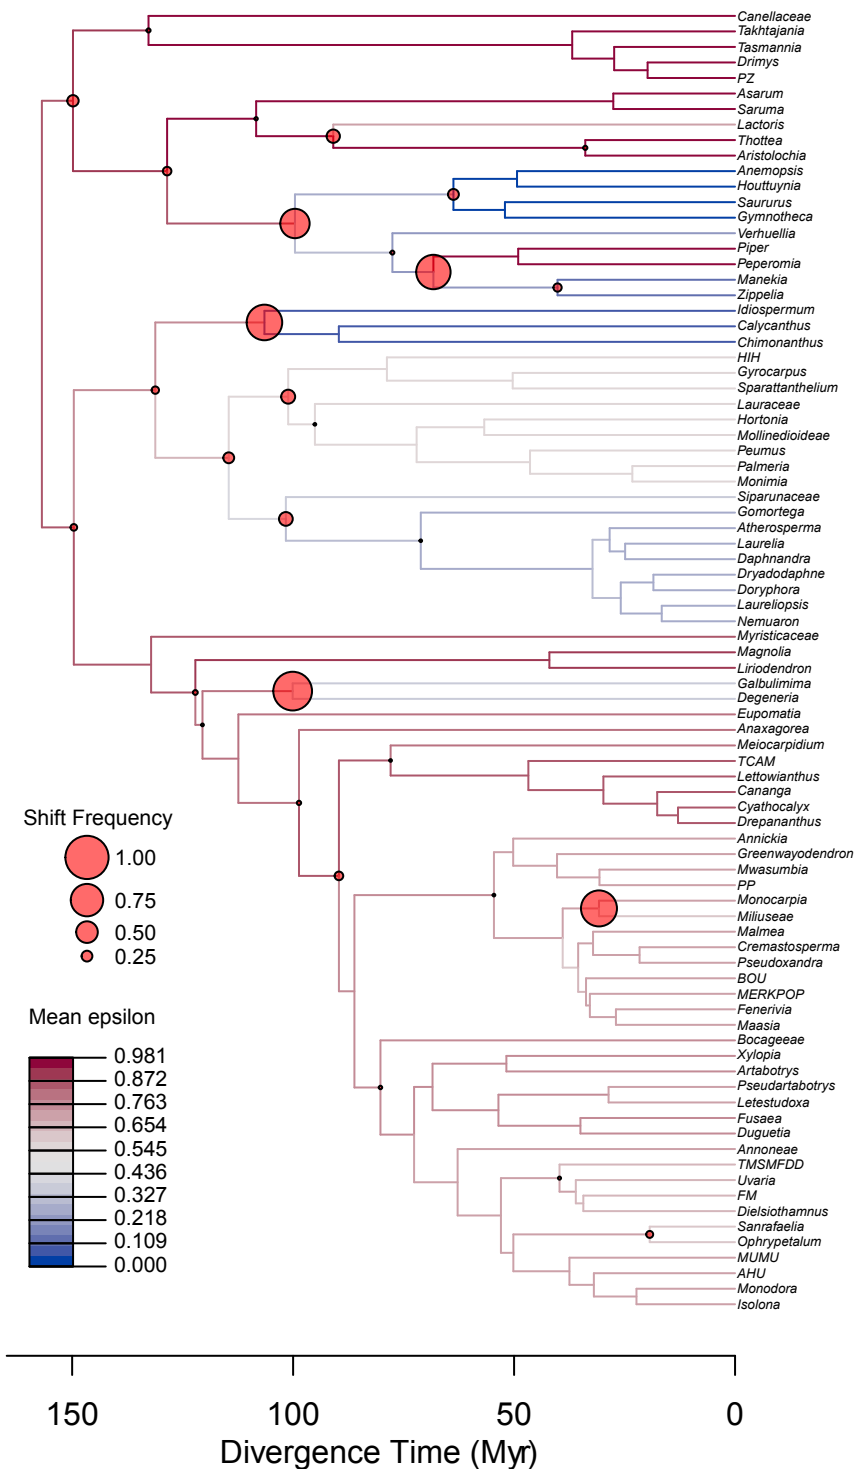 Canellaceae
Takhtajania
Tasmannia
Drimys
PZ
Asarum
Saruma
Lactoris
Thottea
Aristolochia
Anemopsis
Houttuynia
Saururus
Gymnotheca
Verhuellia
Piper
Peperomia
Manekia
Zippelia
Idiospermum
Calycanthus
Chimonanthus
HIH
Gyrocarpus
Sparattanthelium
Lauraceae
Hortonia
Mollinedioideae
Peumus
Palmeria
Monimia
Siparunaceae
Gomortega
Atherosperma
Laurelia
Daphnandra
Dryadodaphne
Doryphora
Laureliopsis
Nemuaron
Myristicaceae
Magnolia
Liriodendron
Galbulimima
Degeneria
Eupomatia
Anaxagorea
Meiocarpidium
TCAM
Lettowianthus
Cananga
Cyathocalyx
Drepananthus
Annickia
Greenwayodendron
Mwasumbia
PP
Monocarpia
Miliuseae
Malmea
Cremastosperma
Pseudoxandra
BOU
MERKPOP
Fenerivia
Maasia
Bocageeae
Xylopia
Artabotrys
Pseudartabotrys
Letestudoxa
Fusaea
Duguetia
Annoneae
TMSMFDD
Uvaria
FM
Dielsiothamnus
Sanrafaelia
Ophrypetalum
MUMU
AHU
Monodora
Isolona
Shift Frequency
1.00
0.75
0.50
0.25
Mean epsilon
0.981
0.872
0.763
0.654
0.545
0.436
0.327
0.218
0.109
0.000
150 100 50 0
Divergence Time (Myr)